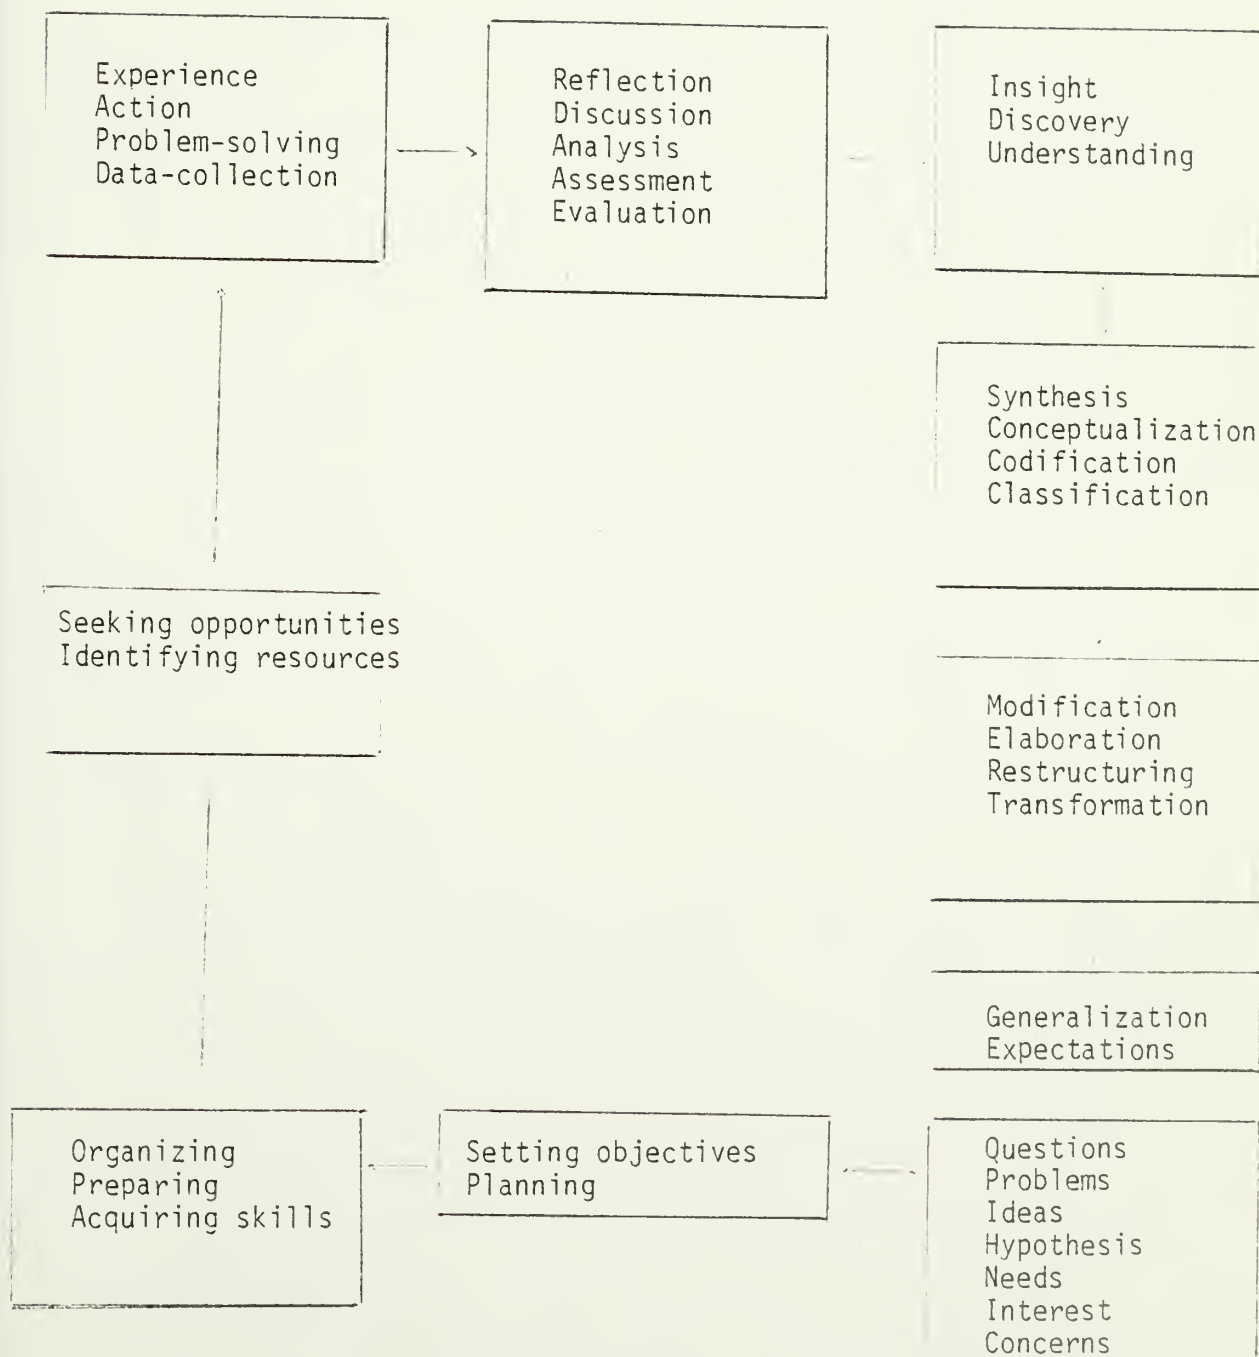 Experience
Action
Problem-solving
Data-collection
Reflection
Discussion
Analysis
Assessment
Evaluation
Insight
Discovery
Understanding
Synthesis
Conceptualization
Codification
Classification
Modification
Elaboration
Restructuring
Transformation
Generalization
Expectations
Questions
Problems
Ideas
Hypothesis
Needs
Interest
Concerns
Setting objectives
Planning
Organizing
Preparing
Acquiring skills
Seeking opportunities
Identifying resources